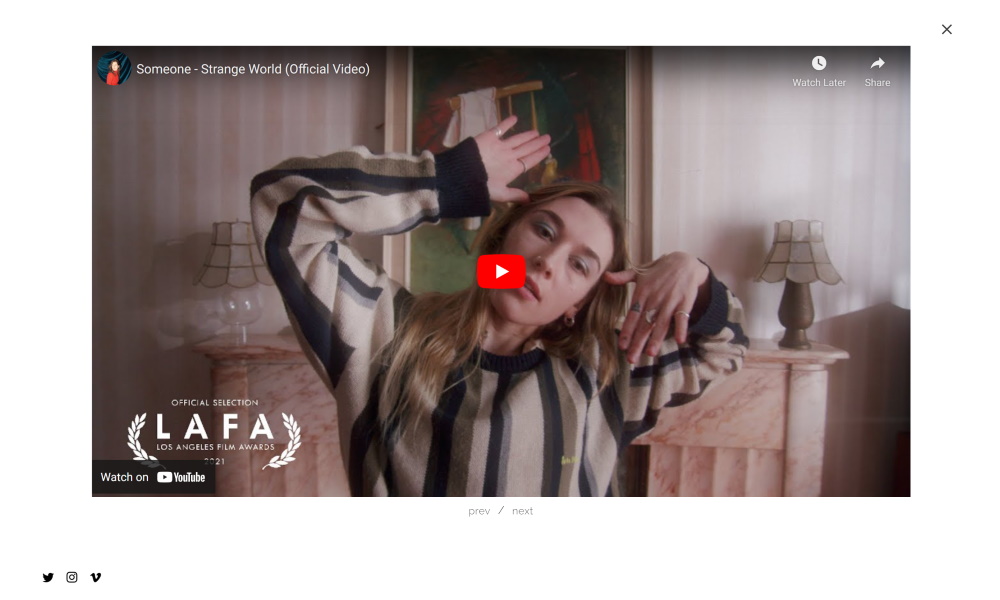 Someone - Strange World (Official Video)
Watch Later
Share
OFFICIAL SELECTION
LAFA
LOS ANGELES FILM AWARDS
2021
Watch on YouTube
prev / next